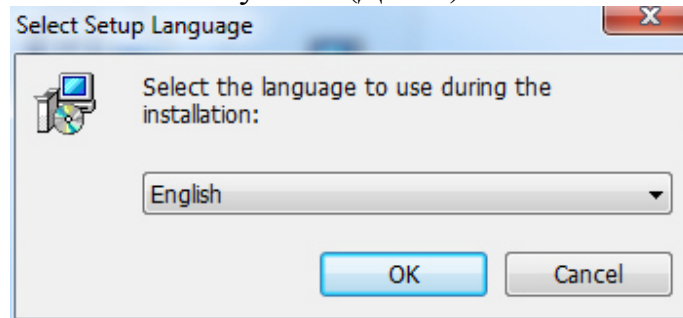 Select Setup Language
Select the language to use during the
installation:
English
OK
Cancel